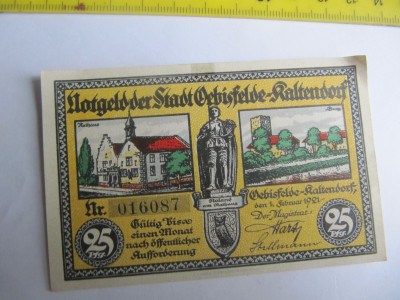 Notgeld der Stadt Oebisfelde-Kaltendorf
Rathaus
Burg
Nr. 016087
Gültig bis
einen Monat
nach öffentlicher
Aufforderung
Roland
am Rathaus
Oebisfelde-Kaltendorf,
den 1. Februar 1921
Der Magistrat:
25
Pfg.
25
Pfg.